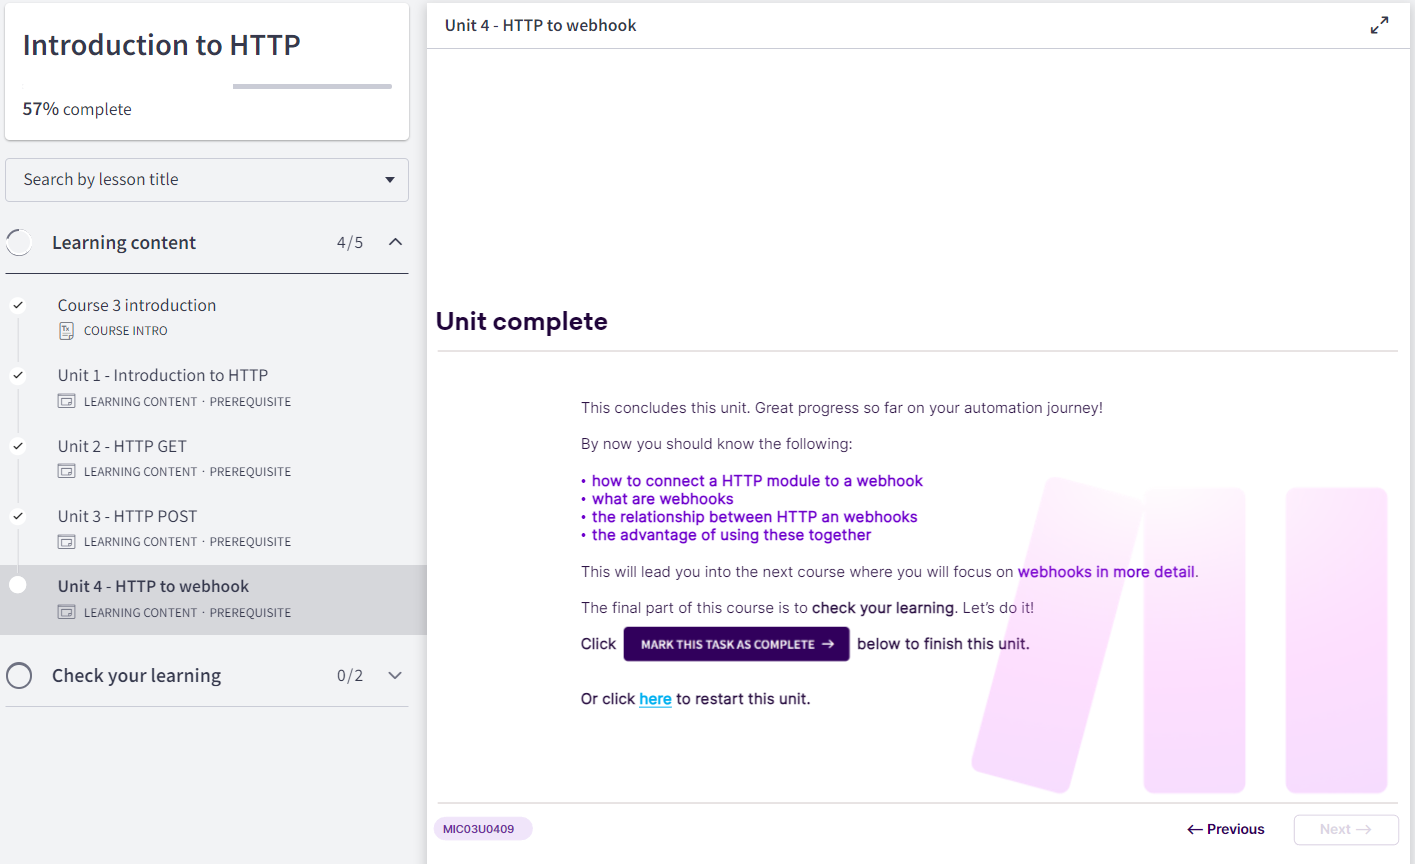 Introduction to HTTP
57% complete
Search by lesson title
Learning content 4/5
Course 3 introduction
COURSE INTRO
Unit 1 - Introduction to HTTP
LEARNING CONTENT · PREREQUISITE
Unit 2 - HTTP GET
LEARNING CONTENT · PREREQUISITE
Unit 3 - HTTP POST
LEARNING CONTENT · PREREQUISITE
Unit 4 - HTTP to webhook
LEARNING CONTENT · PREREQUISITE
Check your learning 0/2
Unit 4 - HTTP to webhook
Unit complete
This concludes this unit. Great progress so far on your automation journey!
By now you should know the following:
• how to connect a HTTP module to a webhook
• what are webhooks
• the relationship between HTTP an webhooks
• the advantage of using these together
This will lead you into the next course where you will focus on webhooks in more detail.
The final part of this course is to check your learning. Let's do it!
Click MARK THIS TASK AS COMPLETE → below to finish this unit.
Or click here to restart this unit.
MIC03U0409
← Previous
Next →